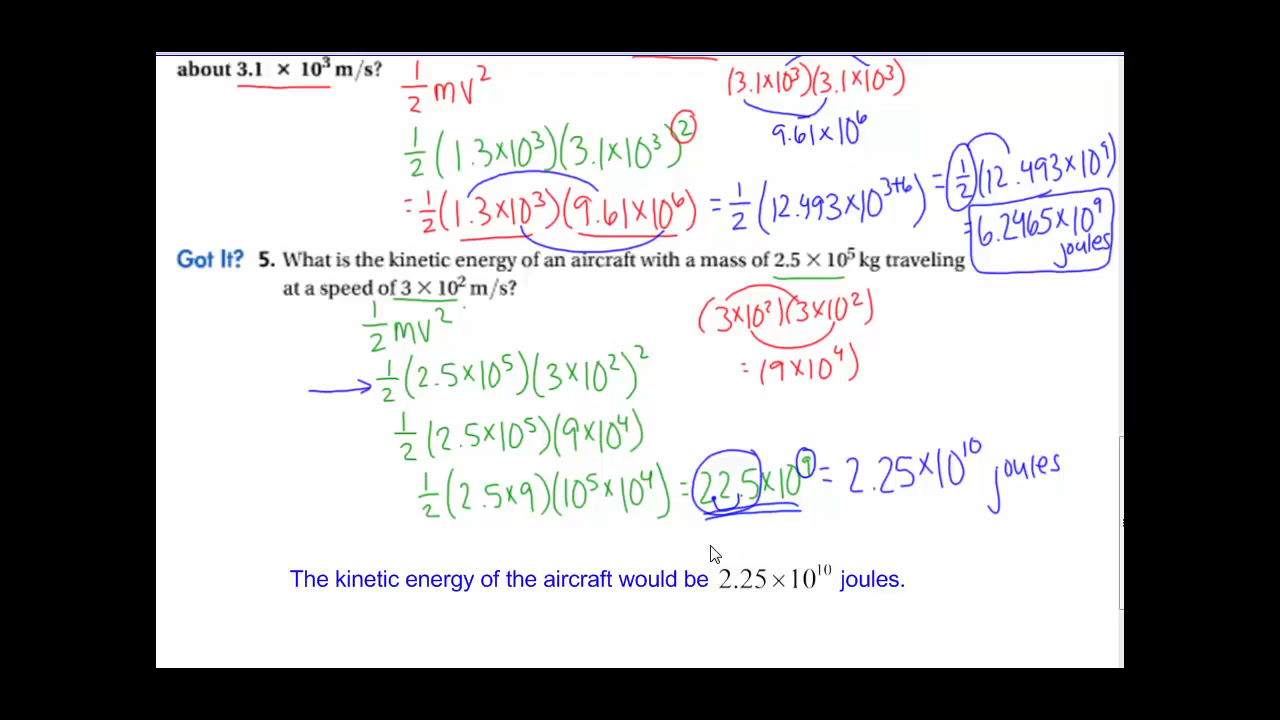 about 3.1 × 10³ m/s?
1/2 mv²
(3.1×10³)(3.1×10³)
9.61×10⁶
1/2 (1.3×10³)(3.1×10³)²
= 1/2 (1.3×10³)(9.61×10⁶) = 1/2 (12.493×10³⁺⁶) = 1/2 (12.493×10⁹)
= 6.2465×10⁹
joules
Got It? 5. What is the kinetic energy of an aircraft with a mass of 2.5 × 10⁵ kg traveling
at a speed of 3 × 10² m/s?
1/2 mv²
(3×10²)(3×10²)
= (9×10⁴)
1/2 (2.5×10⁵)(3×10²)²
1/2 (2.5×10⁵)(9×10⁴)
1/2 (2.5×9)(10⁵×10⁴) = 22.5×10⁹ = 2.25×10¹⁰ joules
The kinetic energy of the aircraft would be 2.25×10¹⁰ joules.